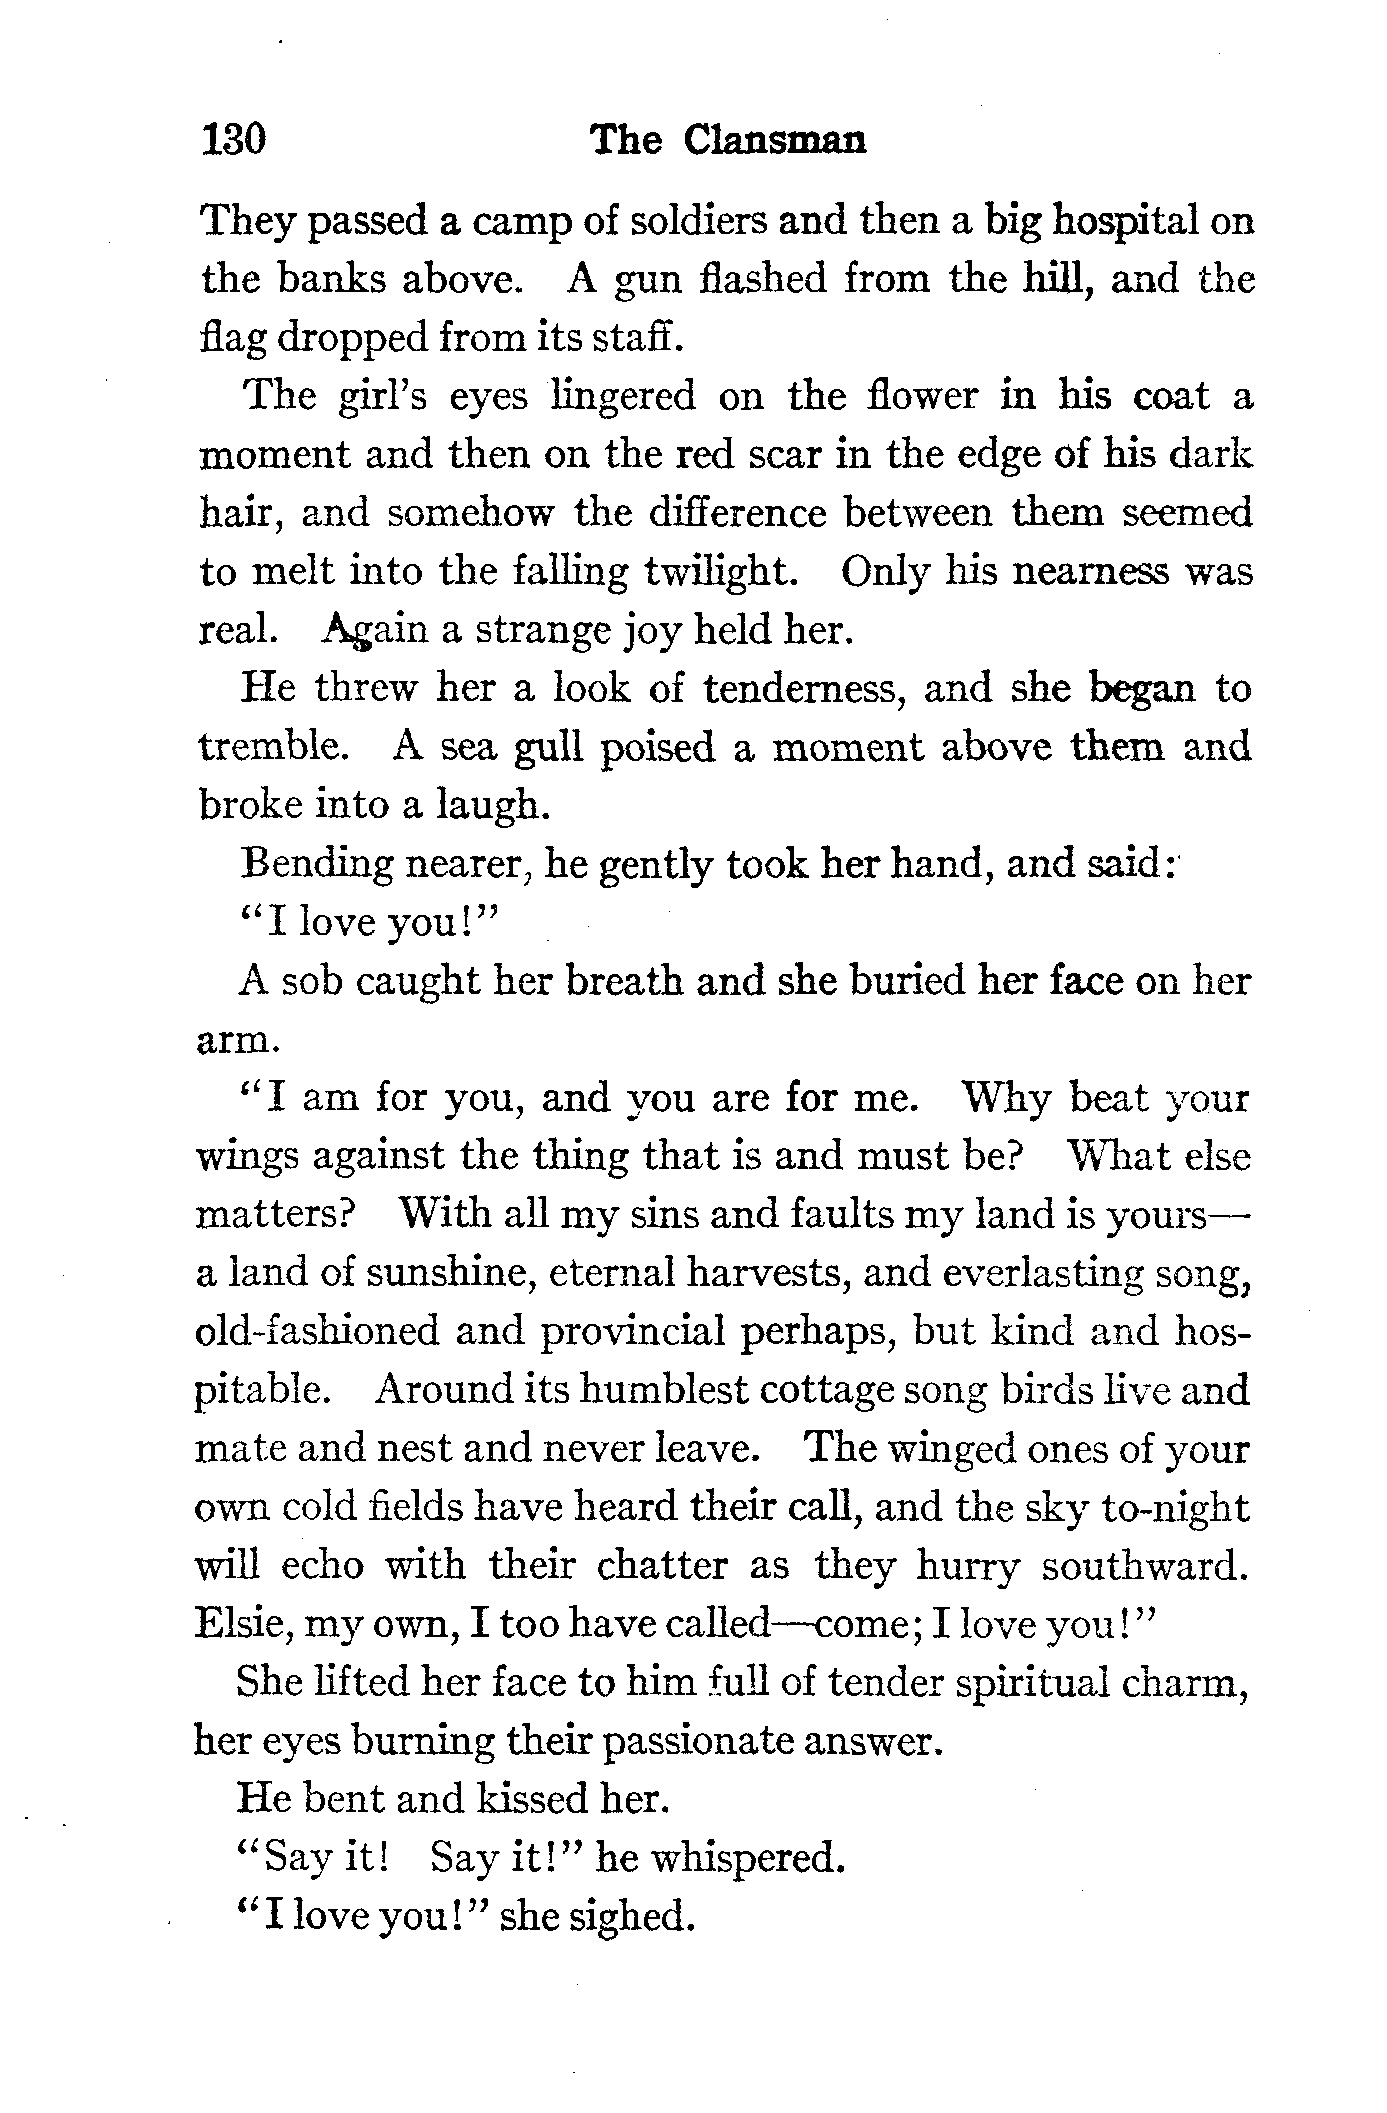 130 The Clansman
They passed a camp of soldiers and then a big hospital on
the banks above. A gun flashed from the hill, and the
flag dropped from its staff.
The girl's eyes lingered on the flower in his coat a
moment and then on the red scar in the edge of his dark
hair, and somehow the difference between them seemed
to melt into the falling twilight. Only his nearness was
real. Again a strange joy held her.
He threw her a look of tenderness, and she began to
tremble. A sea gull poised a moment above them and
broke into a laugh.
Bending nearer, he gently took her hand, and said:
"I love you!"
A sob caught her breath and she buried her face on her
arm.
"I am for you, and you are for me. Why beat your
wings against the thing that is and must be? What else
matters? With all my sins and faults my land is yours—
a land of sunshine, eternal harvests, and everlasting song,
old-fashioned and provincial perhaps, but kind and hos-
pitable. Around its humblest cottage song birds live and
mate and nest and never leave. The winged ones of your
own cold fields have heard their call, and the sky to-night
will echo with their chatter as they hurry southward.
Elsie, my own, I too have called—come; I love you!"
She lifted her face to him full of tender spiritual charm,
her eyes burning their passionate answer.
He bent and kissed her.
"Say it! Say it!" he whispered.
"I love you!" she sighed.